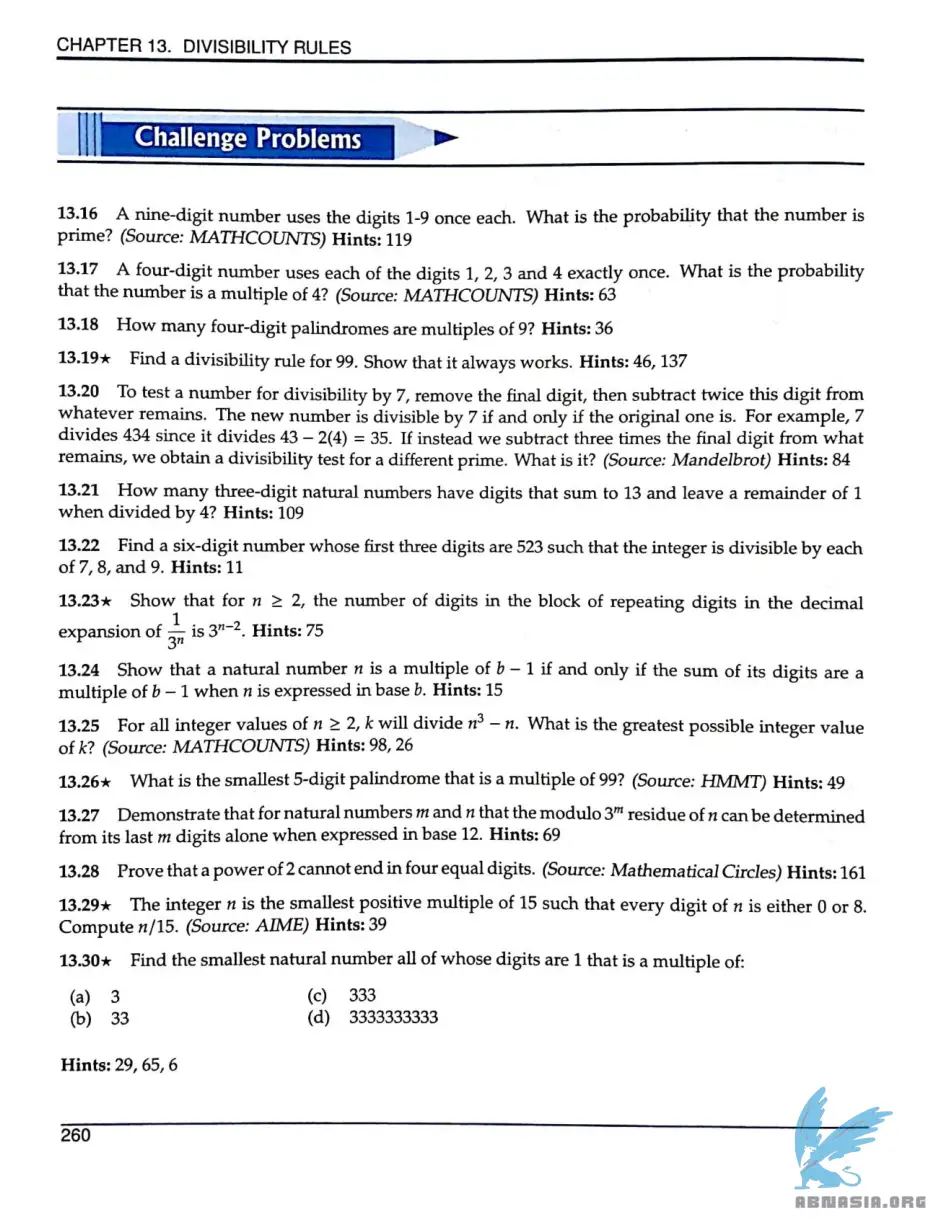 CHAPTER 13. DIVISIBILITY RULES
Challenge Problems
13.16 A nine-digit number uses the digits 1-9 once each. What is the probability that the number is
prime? (Source: MATHCOUNTS) Hints: 119
13.17 A four-digit number uses each of the digits 1, 2, 3 and 4 exactly once. What is the probability
that the number is a multiple of 4? (Source: MATHCOUNTS) Hints: 63
13.18 How many four-digit palindromes are multiples of 9? Hints: 36
13.19★ Find a divisibility rule for 99. Show that it always works. Hints: 46, 137
13.20 To test a number for divisibility by 7, remove the final digit, then subtract twice this digit from
whatever remains. The new number is divisible by 7 if and only if the original one is. For example, 7
divides 434 since it divides 43 − 2(4) = 35. If instead we subtract three times the final digit from what
remains, we obtain a divisibility test for a different prime. What is it? (Source: Mandelbrot) Hints: 84
13.21 How many three-digit natural numbers have digits that sum to 13 and leave a remainder of 1
when divided by 4? Hints: 109
13.22 Find a six-digit number whose first three digits are 523 such that the integer is divisible by each
of 7, 8, and 9. Hints: 11
13.23★ Show that for n ≥ 2, the number of digits in the block of repeating digits in the decimal
expansion of 1/3ⁿ is 3ⁿ⁻². Hints: 75
13.24 Show that a natural number n is a multiple of b − 1 if and only if the sum of its digits are a
multiple of b − 1 when n is expressed in base b. Hints: 15
13.25 For all integer values of n ≥ 2, k will divide n³ − n. What is the greatest possible integer value
of k? (Source: MATHCOUNTS) Hints: 98, 26
13.26★ What is the smallest 5-digit palindrome that is a multiple of 99? (Source: HMMT) Hints: 49
13.27 Demonstrate that for natural numbers m and n that the modulo 3ᵐ residue of n can be determined
from its last m digits alone when expressed in base 12. Hints: 69
13.28 Prove that a power of 2 cannot end in four equal digits. (Source: Mathematical Circles) Hints: 161
13.29★ The integer n is the smallest positive multiple of 15 such that every digit of n is either 0 or 8.
Compute n/15. (Source: AIME) Hints: 39
13.30★ Find the smallest natural number all of whose digits are 1 that is a multiple of:
(a) 3 (c) 333
(b) 33 (d) 3333333333
Hints: 29, 65, 6
260
ABNASIA.ORG